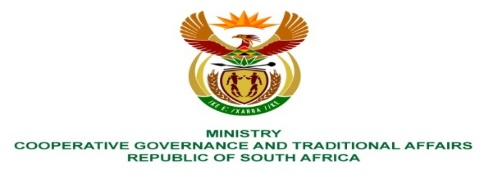 MINISTRY
COOPERATIVE GOVERNANCE AND TRADITIONAL AFFAIRS
REPUBLIC OF SOUTH AFRICA